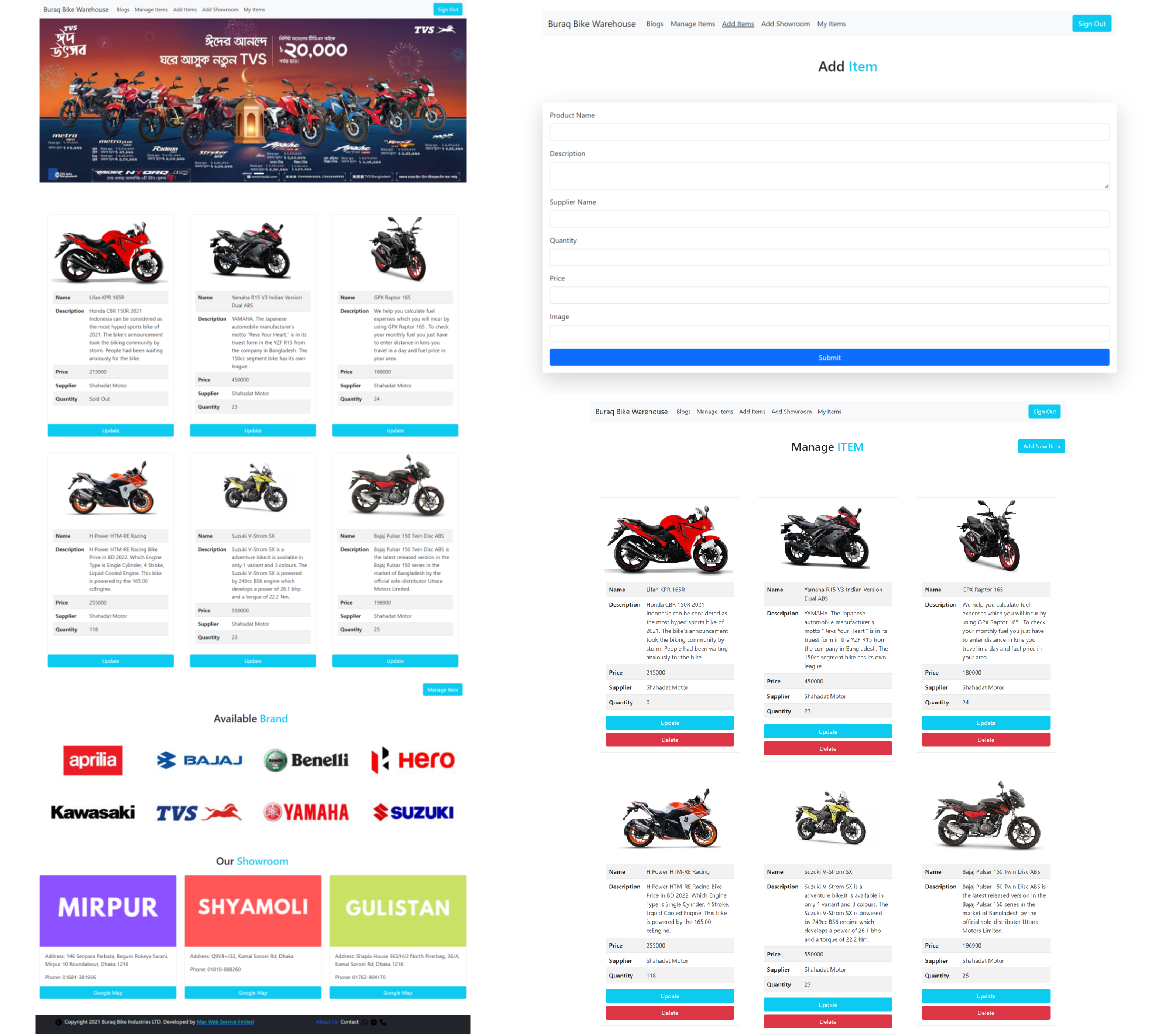 Buraq Bike Warehouse Blogs Manage Items Add Items Add Showroom My Items Sign Out
TVS
ঈদ
উৎসব
ঈদের আনন্দে
ঘরে আসুক নতুন TVS
৳২০,০০০
TVS
metro
metro plus
Radeon
Stryker
Apache
Apache
MAX
NTORQ
Name Lifan KPR 165R
Description Honda CBR 150R 2021
Indonesia can be considered as
the most hyped sports bike of
2021. The bike's announcement
took the biking community by
storm. People had been waiting
anxiously for the bike.
Price 215000
Supplier Shahadat Motor
Quantity Sold Out
Update
Name Yamaha R15 V3 Indian Version
Dual ABS
Description YAMAHA. The Japanese
automobile manufacturer's
motto "Revs Your Heart," is in its
truest form in the YZF R15 from
the company in Bangladesh. The
150cc segment bike has its own
league
Price 450000
Supplier Shahadat Motor
Quantity 23
Update
Name GPX Raptor 165
Description We help you calculate fuel
expenses which you will incur by
using GPX Raptor 165 . To check
your monthly fuel you just have
to enter distance in kms you
travel in a day and fuel price in
your area.
Price 180000
Supplier Shahadat Motor
Quantity 24
Update
Name H Power HTM-RE Racing
Description H Power HTM-RE Racing Bike
Price in BD 2022. Which Engine
Type is Single Cylinder, 4 Stroke,
Liquid Cooled Engine. This bike
is powered by the 165.00
ccEngine.
Price 255000
Supplier Shahadat Motor
Quantity 118
Update
Name Suzuki V-Strom SX
Description Suzuki V-Strom SX is a
adventure bike.It is available in
only 1 variant and 3 colours. The
Suzuki V-Strom SX is powered
by 249cc BS6 engine which
develops a power of 26.1 bhp
and a torque of 22.2 Nm.
Price 550000
Supplier Shahadat Motor
Quantity 23
Update
Name Bajaj Pulsar 150 Twin Disc ABS
Description Bajaj Pulsar 150 Twin Disc ABS is
the latest released version in the
Bajaj Pulsar 150 series in the
market of Bangladesh by the
official sole-distributor Uttara
Motors Limited.
Price 196900
Supplier Shahadat Motor
Quantity 25
Update
Manage Item
Available Brand
aprilia BAJAJ Benelli HERO
Kawasaki TVS YAMAHA SUZUKI
Our Showroom
MIRPUR
Address: 146 Senpara Parbata, Begum Rokeya Sarani,
Mirpur 10 Roundabout, Dhaka 1216
Phone: 01681-381936
Google Map
SHYAMOLI
Address: Q9V8+J32, Kamal Soroni Rd, Dhaka
Phone: 01810-088260
Google Map
GULISTAN
Address: Shapla House 363/H/2 North Pirerbag, 36/A,
Kamal Soroni Rd, Dhaka 1216
Phone: 01762-904170
Google Map
Copyright 2021 Buraq Bike Industries LTD. Developed by Max Web Service limited About us Contact
Buraq Bike Warehouse Blogs Manage Items Add Items Add Showroom My Items Sign Out
Add Item
Product Name
Description
Supplier Name
Quantity
Price
Image
Submit
Buraq Bike Warehouse Blogs Manage Items Add Items Add Showroom My Items Sign Out
Manage ITEM
Add New Item
Name Lifan KPR 165R
Description Honda CBR 150R 2021
Indonesia can be considered as
the most hyped sports bike of
2021. The bike's announcement
took the biking community by
storm. People had been waiting
anxiously for the bike.
Price 215000
Supplier Shahadat Motor
Quantity 0
Update
Delete
Name Yamaha R15 V3 Indian Version
Dual ABS
Description YAMAHA. The Japanese
automobile manufacturer's
motto "Revs Your Heart," is in its
truest form in the YZF R15 from
the company in Bangladesh. The
150cc segment bike has its own
league
Price 450000
Supplier Shahadat Motor
Quantity 23
Update
Delete
Name GPX Raptor 165
Description We help you calculate fuel
expenses which you will incur by
using GPX Raptor 165 . To check
your monthly fuel you just have
to enter distance in kms you
travel in a day and fuel price in
your area.
Price 180000
Supplier Shahadat Motor
Quantity 24
Update
Delete
Name H Power HTM-RE Racing
Description H Power HTM-RE Racing Bike
Price in BD 2022. Which Engine
Type is Single Cylinder, 4 Stroke,
Liquid Cooled Engine. This bike
is powered by the 165.00
ccEngine.
Price 255000
Supplier Shahadat Motor
Quantity 118
Update
Delete
Name Suzuki V-Strom SX
Description Suzuki V-Strom SX is a
adventure bike.It is available in
only 1 variant and 3 colours. The
Suzuki V-Strom SX is powered
by 249cc BS6 engine which
develops a power of 26.1 bhp
and a torque of 22.2 Nm.
Price 550000
Supplier Shahadat Motor
Quantity 23
Update
Delete
Name Bajaj Pulsar 150 Twin Disc ABS
Description Bajaj Pulsar 150 Twin Disc ABS is
the latest released version in the
Bajaj Pulsar 150 series in the
market of Bangladesh by the
official sole-distributor Uttara
Motors Limited.
Price 196900
Supplier Shahadat Motor
Quantity 25
Update
Delete